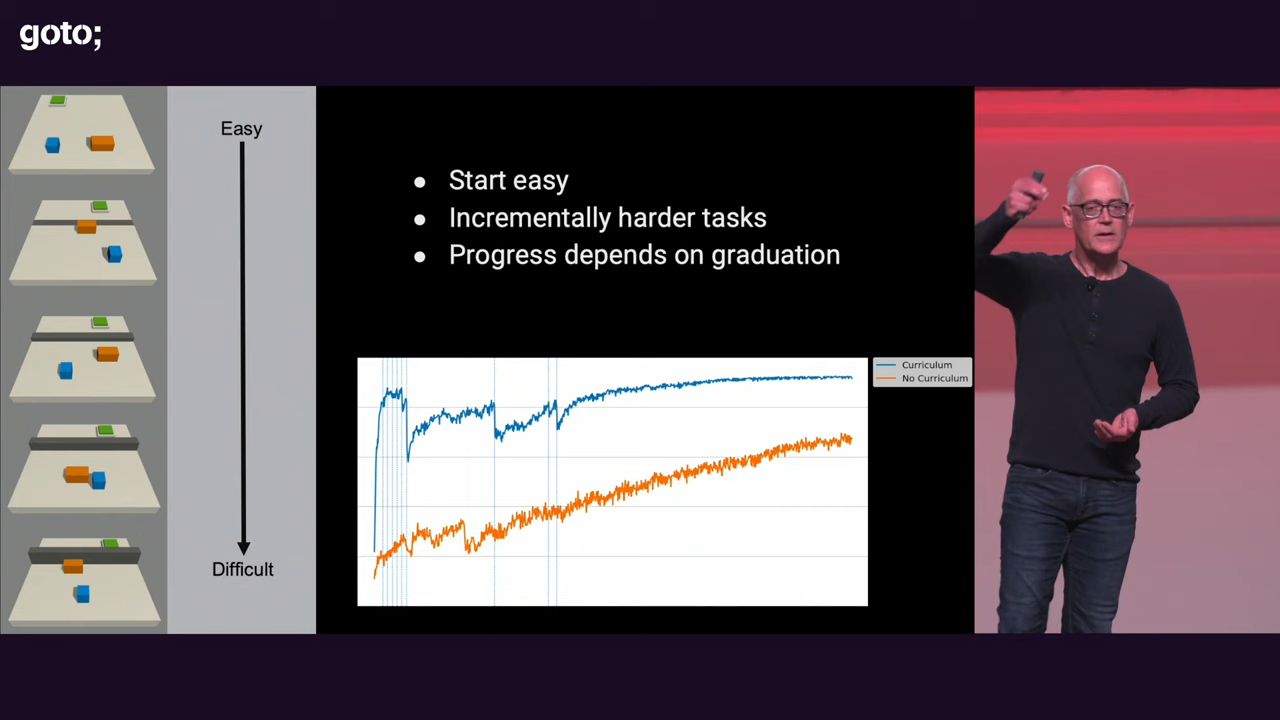 goto;
Easy
Difficult
• Start easy
• Incrementally harder tasks
• Progress depends on graduation
Curriculum
No Curriculum